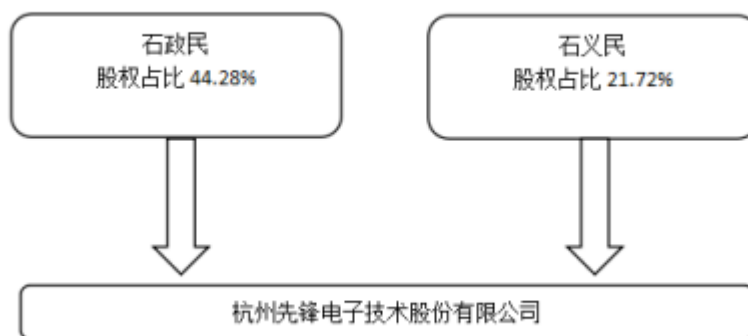 石政民
股权占比 44.28%
石义民
股权占比 21.72%
杭州先锋电子技术股份有限公司